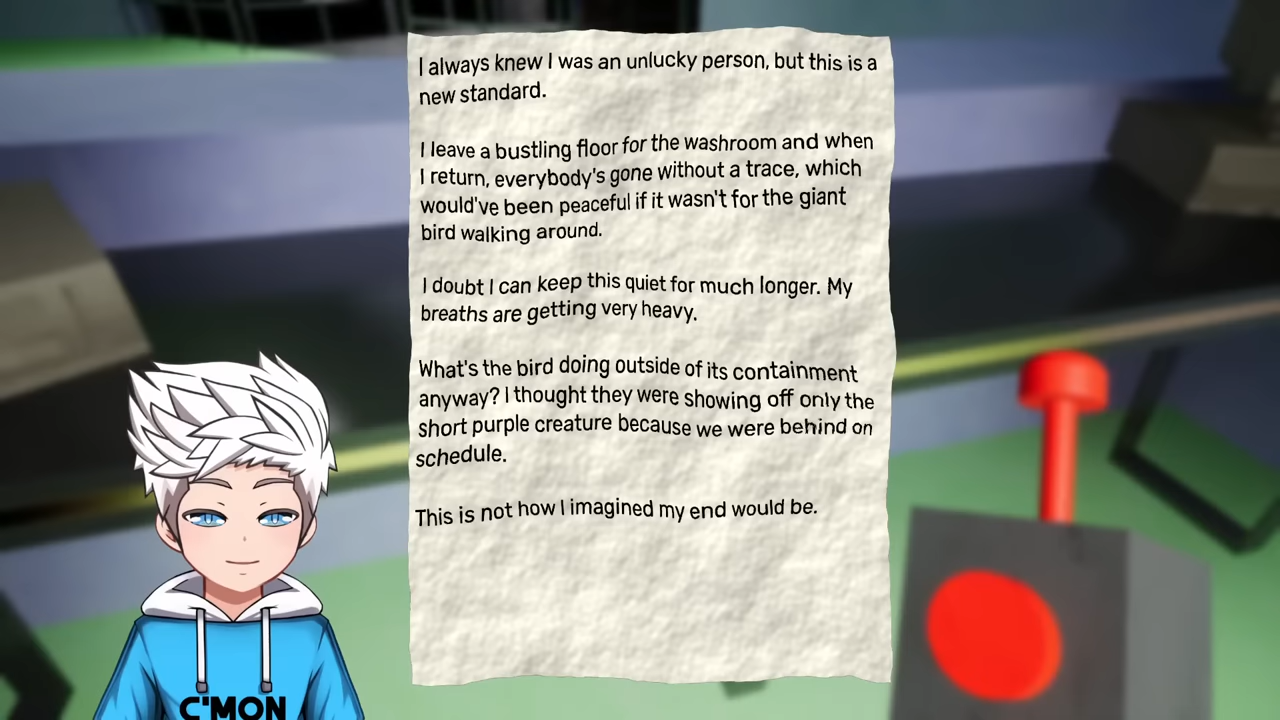 I always knew I was an unlucky person, but this is a
new standard.
I leave a bustling floor for the washroom and when
I return, everybody's gone without a trace, which
would've been peaceful if it wasn't for the giant
bird walking around.
I doubt I can keep this quiet for much longer. My
breaths are getting very heavy.
What's the bird doing outside of its containment
anyway? I thought they were showing off only the
short purple creature because we were behind on
schedule.
This is not how I imagined my end would be.
C'MON